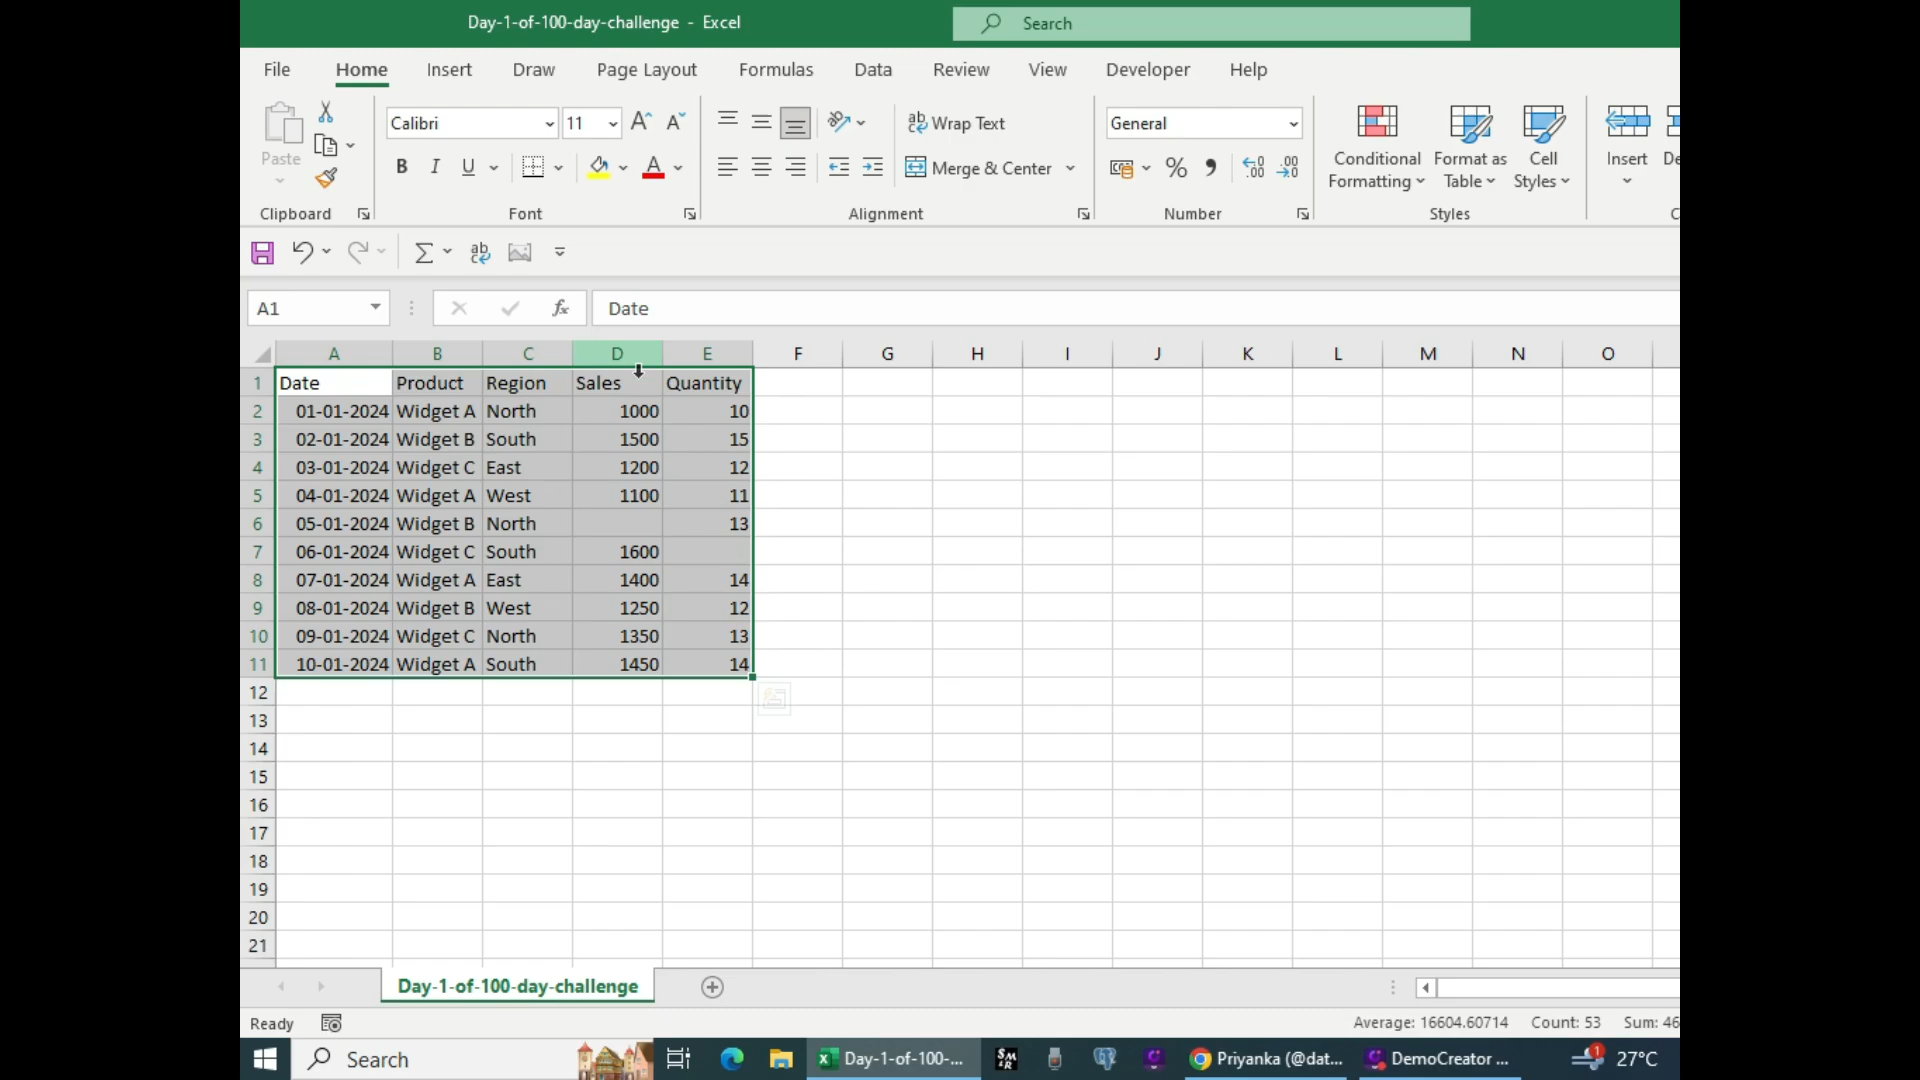 Day-1-of-100-day-challenge - Excel
Search
File Home Insert Draw Page Layout Formulas Data Review View Developer Help
Paste
Calibri 11
Wrap Text
Merge & Center
General
Conditional Formatting
Format as Table
Cell Styles
Insert
De
Clipboard Font Alignment Number Styles C
A1 fx Date
A B C D E F G H I J K L M N O
1 Date Product Region Sales Quantity
2 01-01-2024 Widget A North 1000 10
3 02-01-2024 Widget B South 1500 15
4 03-01-2024 Widget C East 1200 12
5 04-01-2024 Widget A West 1100 11
6 05-01-2024 Widget B North 13
7 06-01-2024 Widget C South 1600
8 07-01-2024 Widget A East 1400 14
9 08-01-2024 Widget B West 1250 12
10 09-01-2024 Widget C North 1350 13
11 10-01-2024 Widget A South 1450 14
12
13
14
15
16
17
18
19
20
21
Day-1-of-100-day-challenge
Ready Average: 16604.60714 Count: 53 Sum: 46
Search Day-1-of-100-... Priyanka (@dat... DemoCreator ... 1 27°C